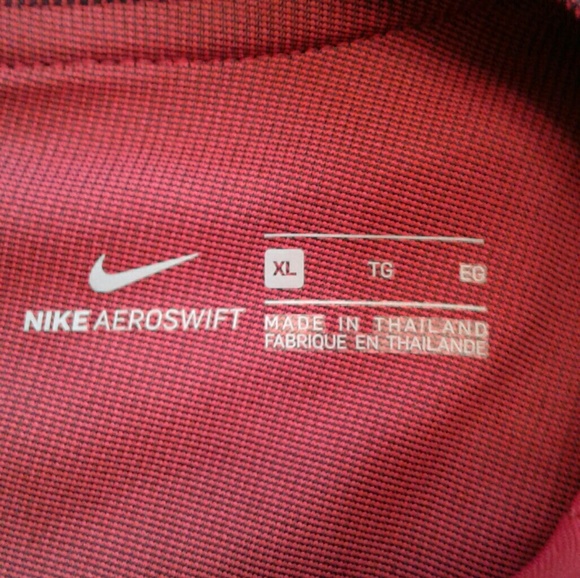 NIKE AEROSWIFT
XL TG EG
MADE IN THAILAND
FABRIQUE EN THAILANDE